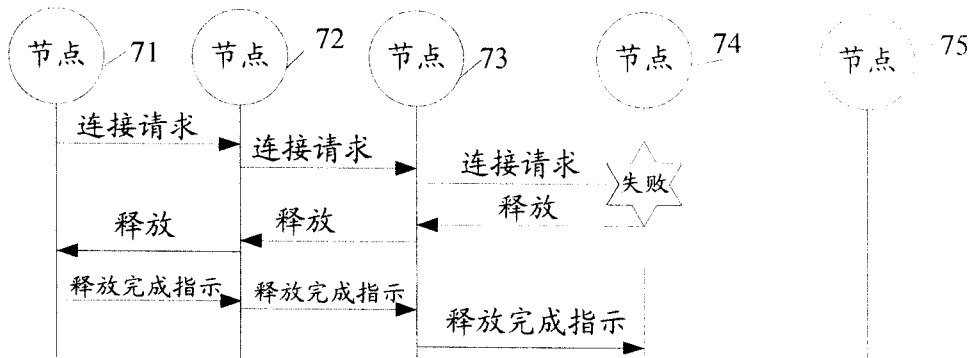 节点 71 节点 72 节点 73 节点 74 节点 75
连接请求
连接请求
连接请求
失败
释放
释放
释放
释放完成指示
释放完成指示
释放完成指示